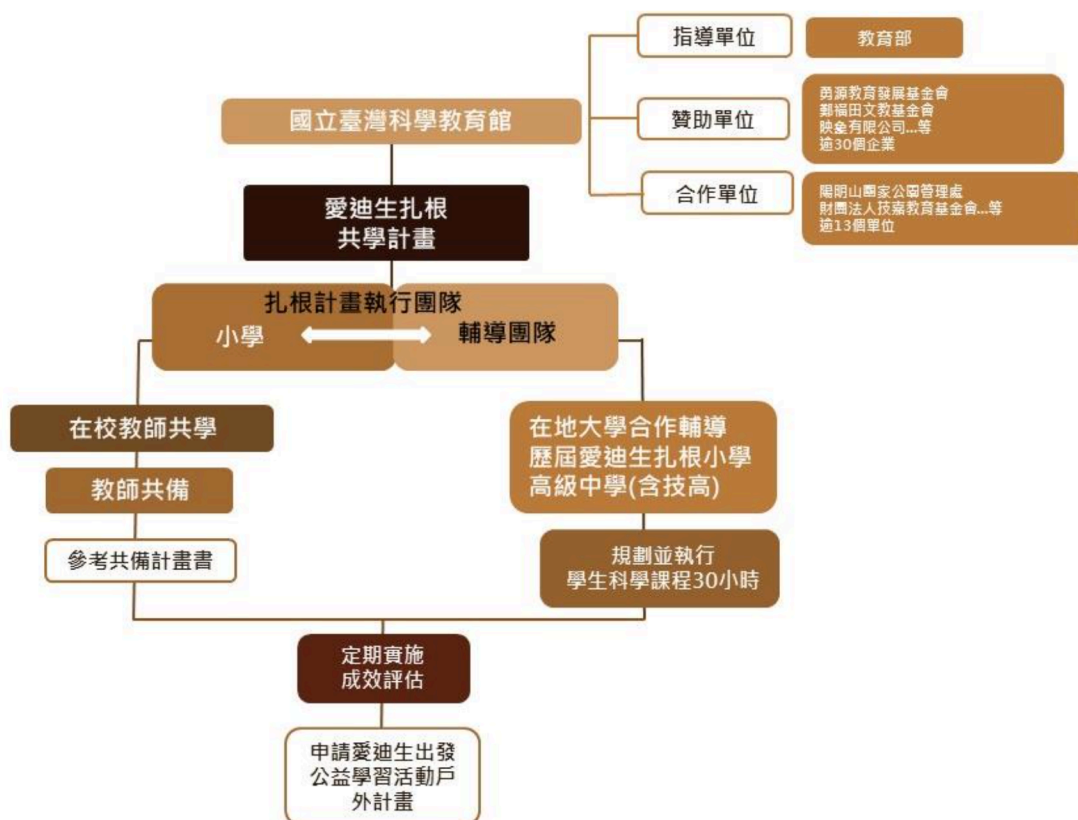 指導單位
教育部
國立臺灣科學教育館
贊助單位
勇源教育發展基金會
鄭福田文教基金會
映象有限公司...等
逾30個企業
合作單位
陽明山國家公園管理處
財團法人技嘉教育基金會...等
逾13個單位
愛迪生扎根
共學計畫
扎根計畫執行團隊
小學
輔導團隊
在校教師共學
教師共備
參考共備計畫書
在地大學合作輔導
歷屆愛迪生扎根小學
高級中學(含技高)
規劃並執行
學生科學課程30小時
定期實施
成效評估
申請愛迪生出發
公益學習活動戶
外計畫